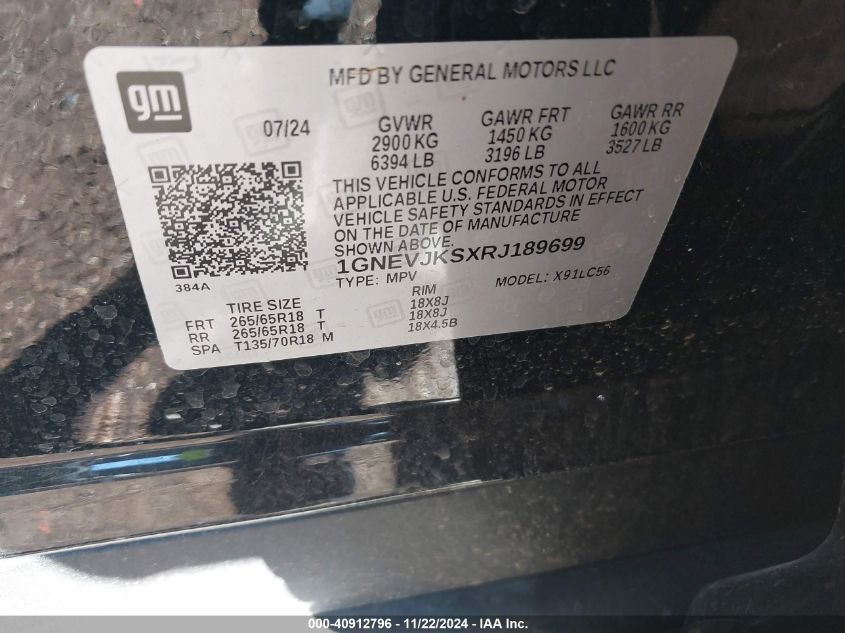 gm
MFD BY GENERAL MOTORS LLC
07/24
GVWR
2900 KG
6394 LB
GAWR FRT
1450 KG
3196 LB
GAWR RR
1600 KG
3527 LB
THIS VEHICLE CONFORMS TO ALL
APPLICABLE U.S. FEDERAL MOTOR
VEHICLE SAFETY STANDARDS IN EFFECT
ON THE DATE OF MANUFACTURE
SHOWN ABOVE.
1GNEVJKSXRJ189699
TYPE: MPV
MODEL: X91LC56
384A
TIRE SIZE RIM
FRT 265/65R18 T 18X8J
RR 265/65R18 T 18X8J
SPA T135/70R18 M 18X4.5B
000-40912796 - 11/22/2024 - IAAI Inc.